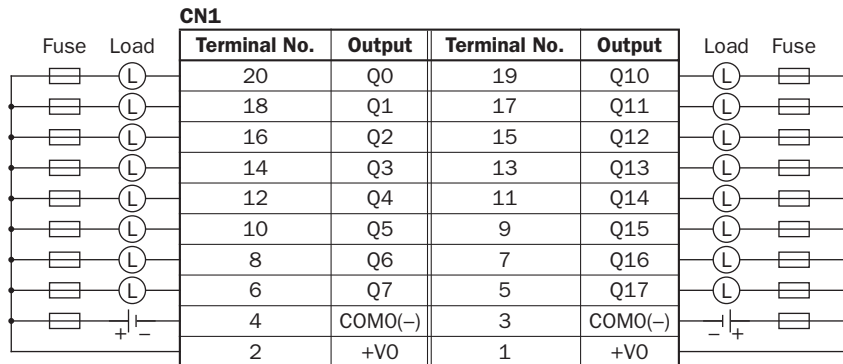 CN1
Fuse Load Terminal No. Output Terminal No. Output Load Fuse
L 20 Q0 19 Q10 L
L 18 Q1 17 Q11 L
L 16 Q2 15 Q12 L
L 14 Q3 13 Q13 L
L 12 Q4 11 Q14 L
L 10 Q5 9 Q15 L
L 8 Q6 7 Q16 L
L 6 Q7 5 Q17 L
+ – 4 COM0(–) 3 COM0(–) – +
2 +V0 1 +V0